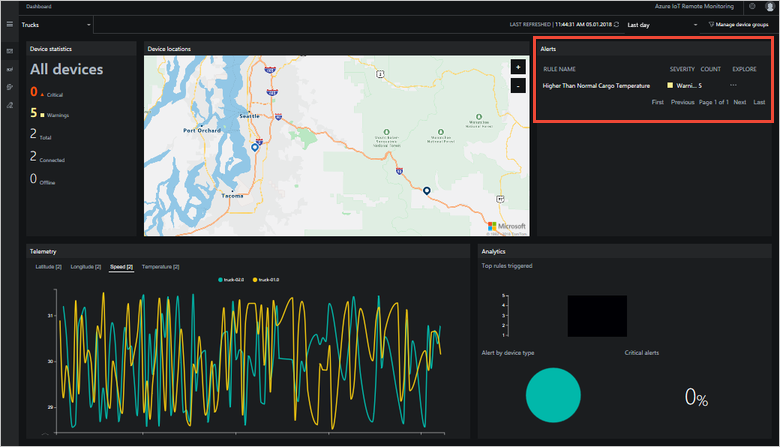 Dashboard
Azure IoT Remote Monitoring
Trucks
LAST REFRESHED | 11:44:31 AM 05.01.2018
Last day
Manage device groups
Device statistics
All devices
0 Critical
5 Warnings
2 Total
2 Connected
0 Offline
Device locations
+
-
Seattle
Port Orchard
Tacoma
Microsoft
Alerts
RULE NAME SEVERITY COUNT EXPLORE
Higher Than Normal Cargo Temperature Warni... 5 ...
First Previous Page 1 of 1 Next Last
Telemetry
Latitude [2] Longitude [2] Speed [2] Temperature [2]
truck-02.0 truck-01.0
31
30
29
Analytics
Top rules triggered
5
4
3
2
1
Alert by device type
Critical alerts
0%